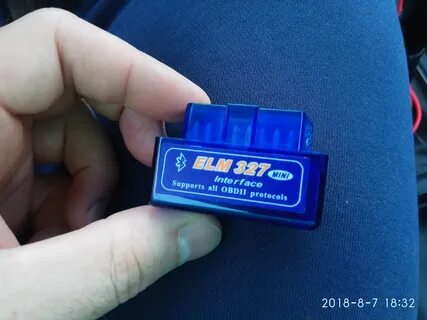 ELM 327 MINI
Interface
Supports all OBDII protocols
2018-8-7 18:32